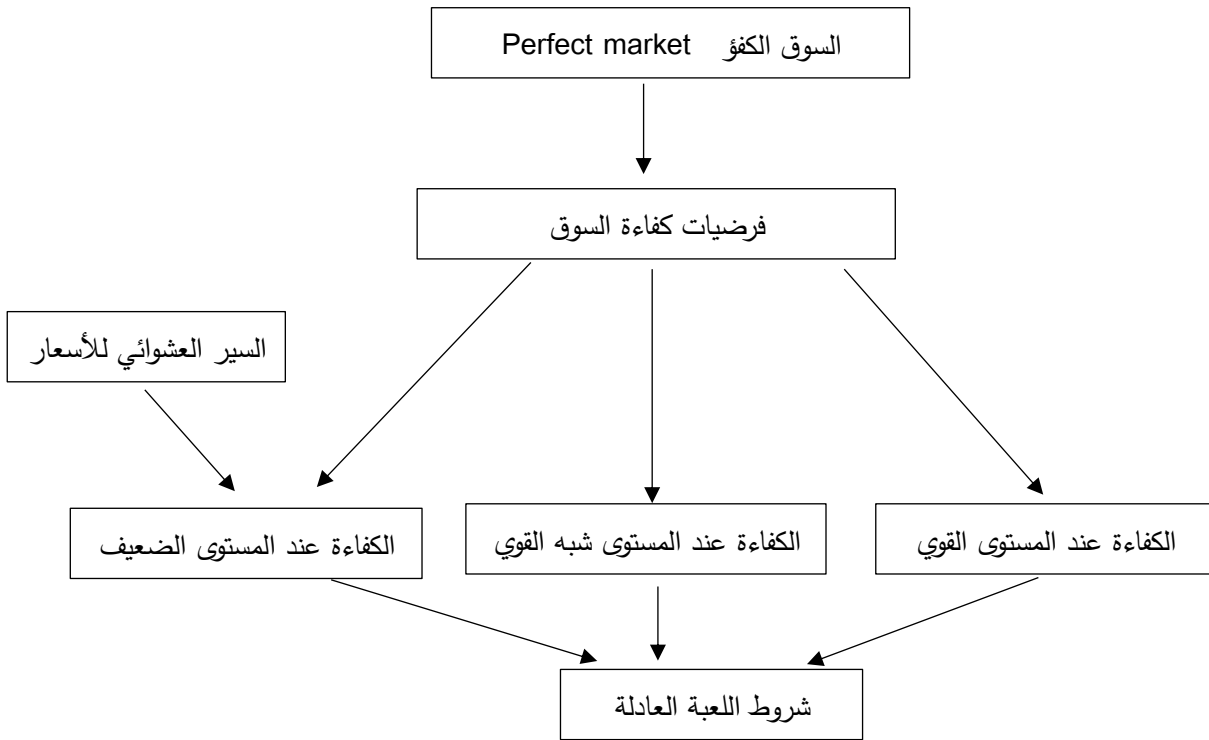 السوق الكفؤ Perfect market
فرضيات كفاءة السوق
السير العشوائي للأسعار
الكفاءة عند المستوى القوي
الكفاءة عند المستوى شبه القوي
الكفاءة عند المستوى الضعيف
شروط اللعبة العادلة